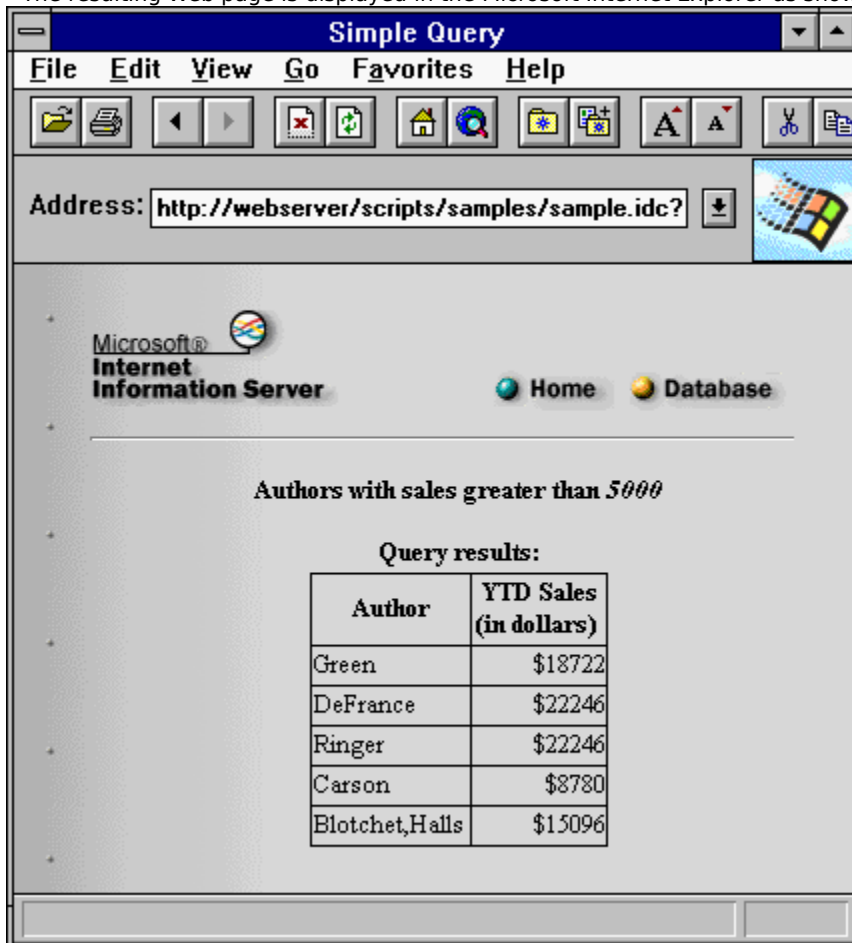 The resulting Web page is displayed in the Microsoft Internet Explorer as show
Simple Query
File Edit View Go Favorites Help
A A
Address: http://webserver/scripts/samples/sample.idc?
Microsoft®
Internet
Information Server
Home Database
Authors with sales greater than 5000
Query results:
Author YTD Sales
(in dollars)
Green $18722
DeFrance $22246
Ringer $22246
Carson $8780
Blotchet,Halls $15096